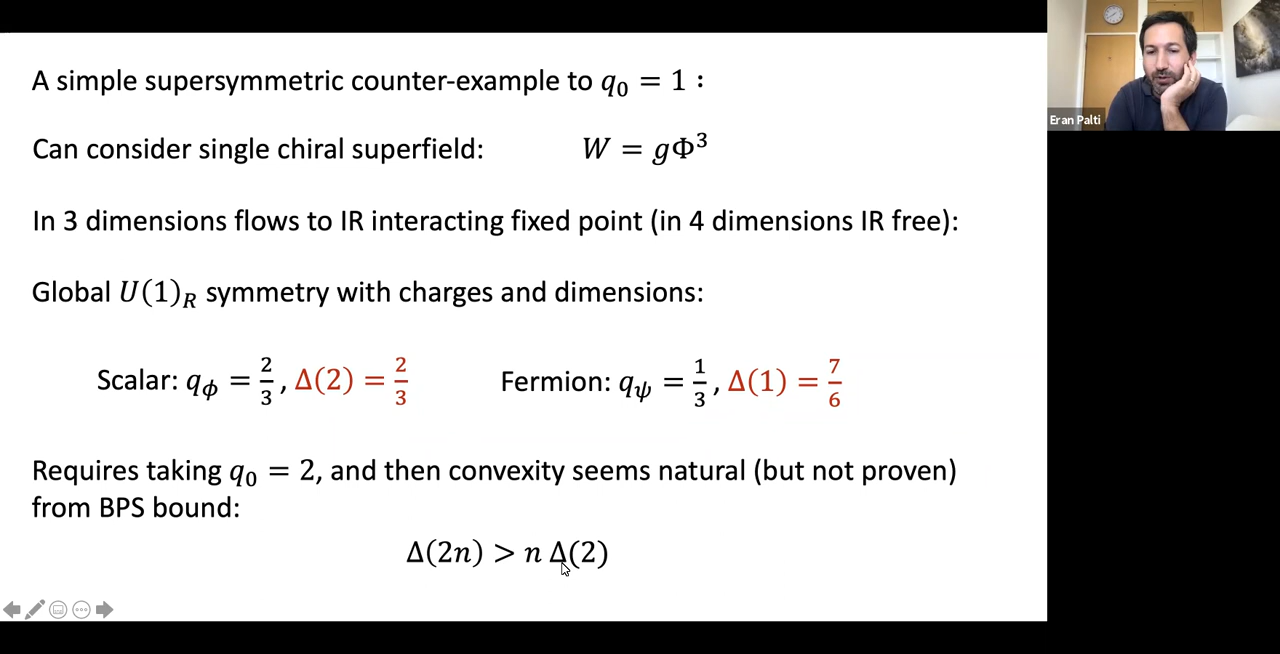 A simple supersymmetric counter-example to q₀ = 1 :
Can consider single chiral superfield: W = gΦ³
In 3 dimensions flows to IR interacting fixed point (in 4 dimensions IR free):
Global U(1)_R symmetry with charges and dimensions:
Scalar: q_ϕ = 2/3 , Δ(2) = 2/3 Fermion: q_ψ = 1/3 , Δ(1) = 7/6
Requires taking q₀ = 2, and then convexity seems natural (but not proven)
from BPS bound:
Δ(2n) > n Δ(2)
Eran Palti